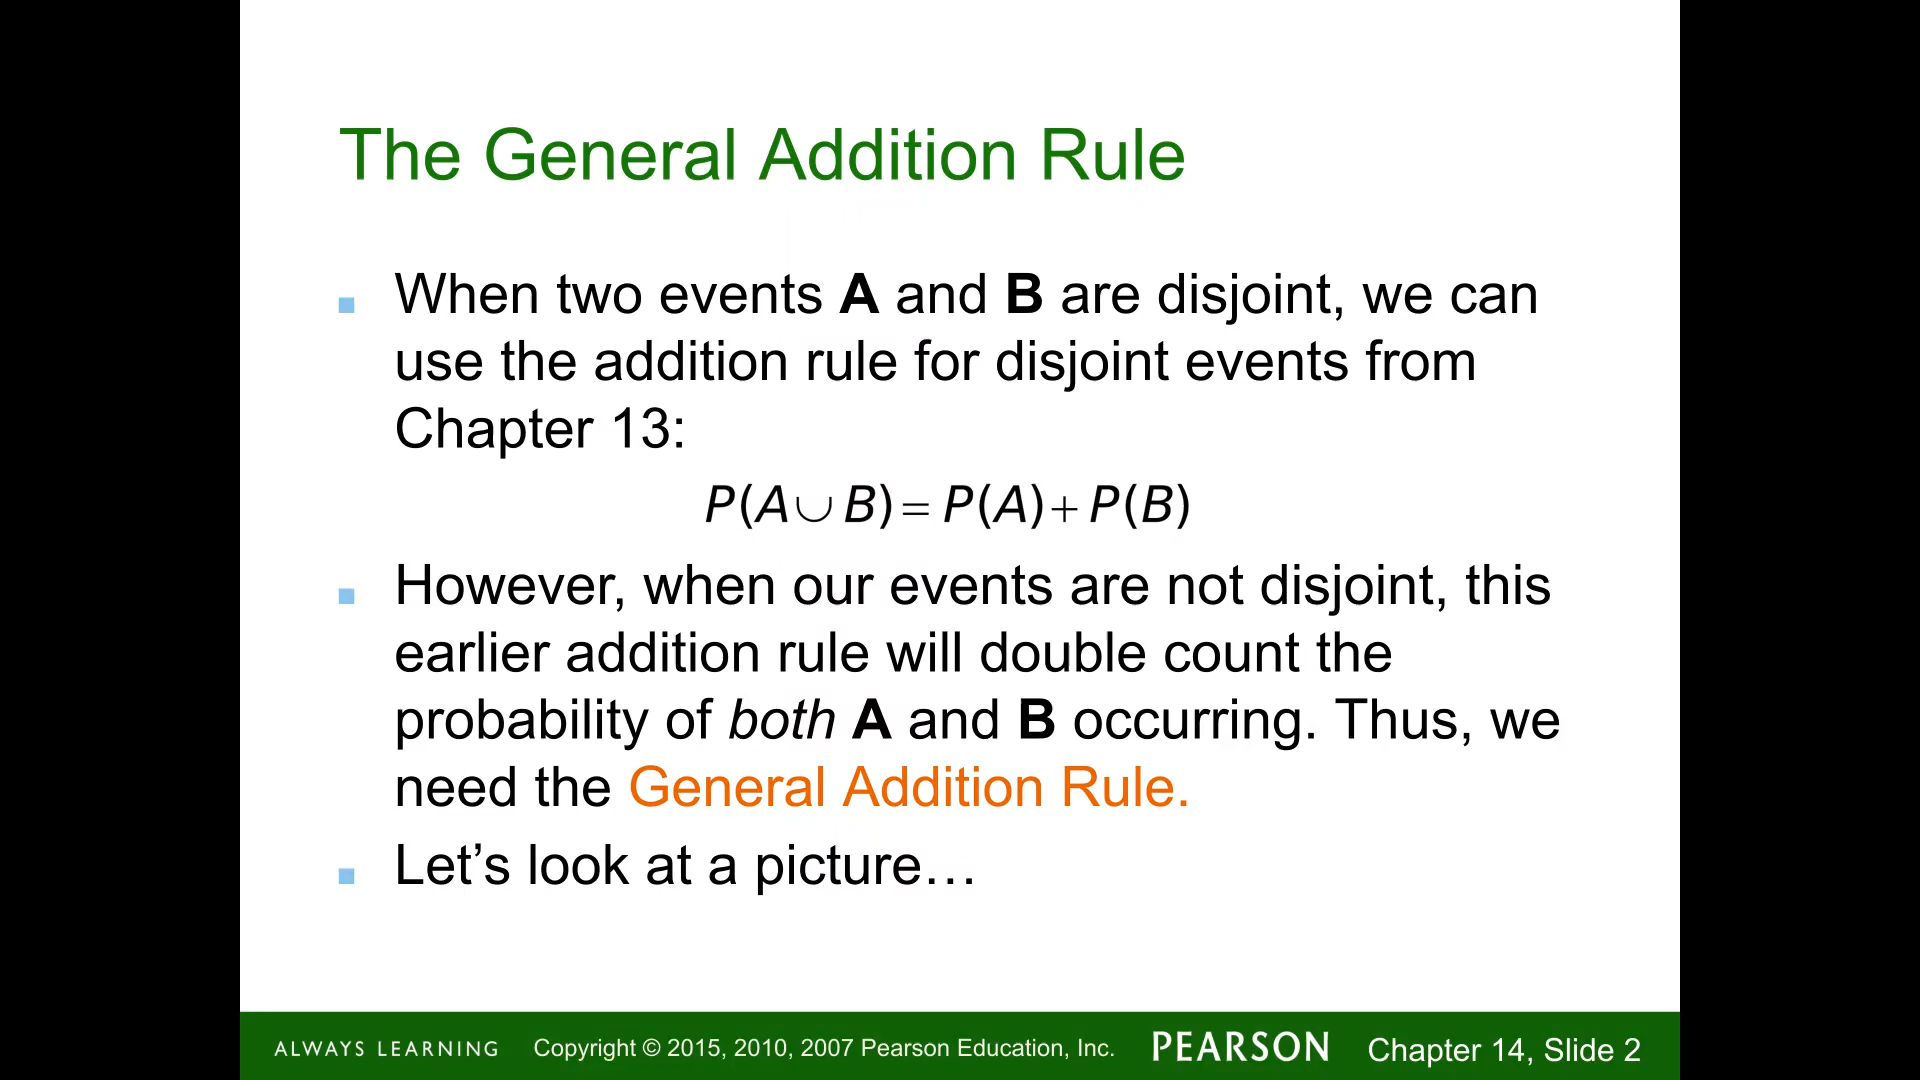 The General Addition Rule
■ When two events A and B are disjoint, we can
use the addition rule for disjoint events from
Chapter 13:
P(A∪B)=P(A)+P(B)
■ However, when our events are not disjoint, this
earlier addition rule will double count the
probability of both A and B occurring. Thus, we
need the General Addition Rule.
■ Let’s look at a picture…
ALWAYS LEARNING Copyright © 2015, 2010, 2007 Pearson Education, Inc. PEARSON Chapter 14, Slide 2